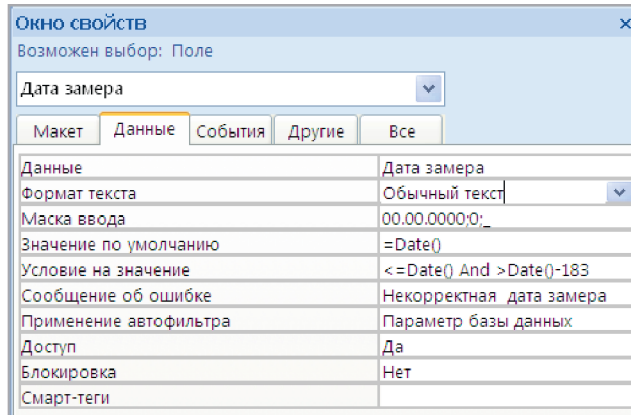 Окно свойств ×
Возможен выбор: Поле
Дата замера
Макет Данные События Другие Все
Данные Дата замера
Формат текста Обычный текст
Маска ввода 00.00.0000;0;_
Значение по умолчанию =Date()
Условие на значение <=Date() And >Date()-183
Сообщение об ошибке Некорректная дата замера
Применение автофильтра Параметр базы данных
Доступ Да
Блокировка Нет
Смарт-теги